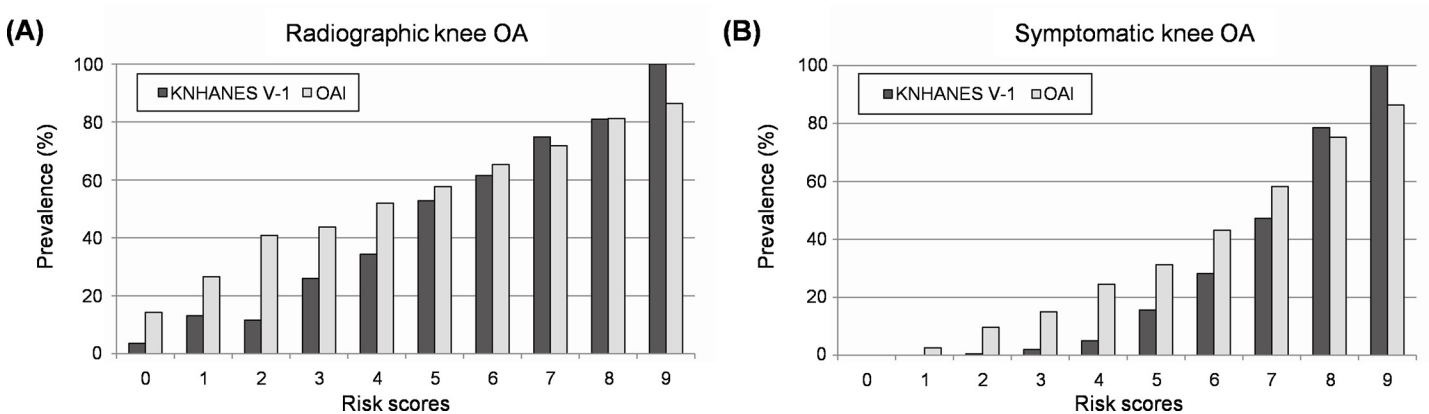 (A)
Radiographic knee OA
KNHANES V-1 OAI
Prevalence (%)
100
80
60
40
20
0
0 1 2 3 4 5 6 7 8 9
Risk scores
(B)
Symptomatic knee OA
KNHANES V-1 OAI
Prevalence (%)
100
80
60
40
20
0
0 1 2 3 4 5 6 7 8 9
Risk scores